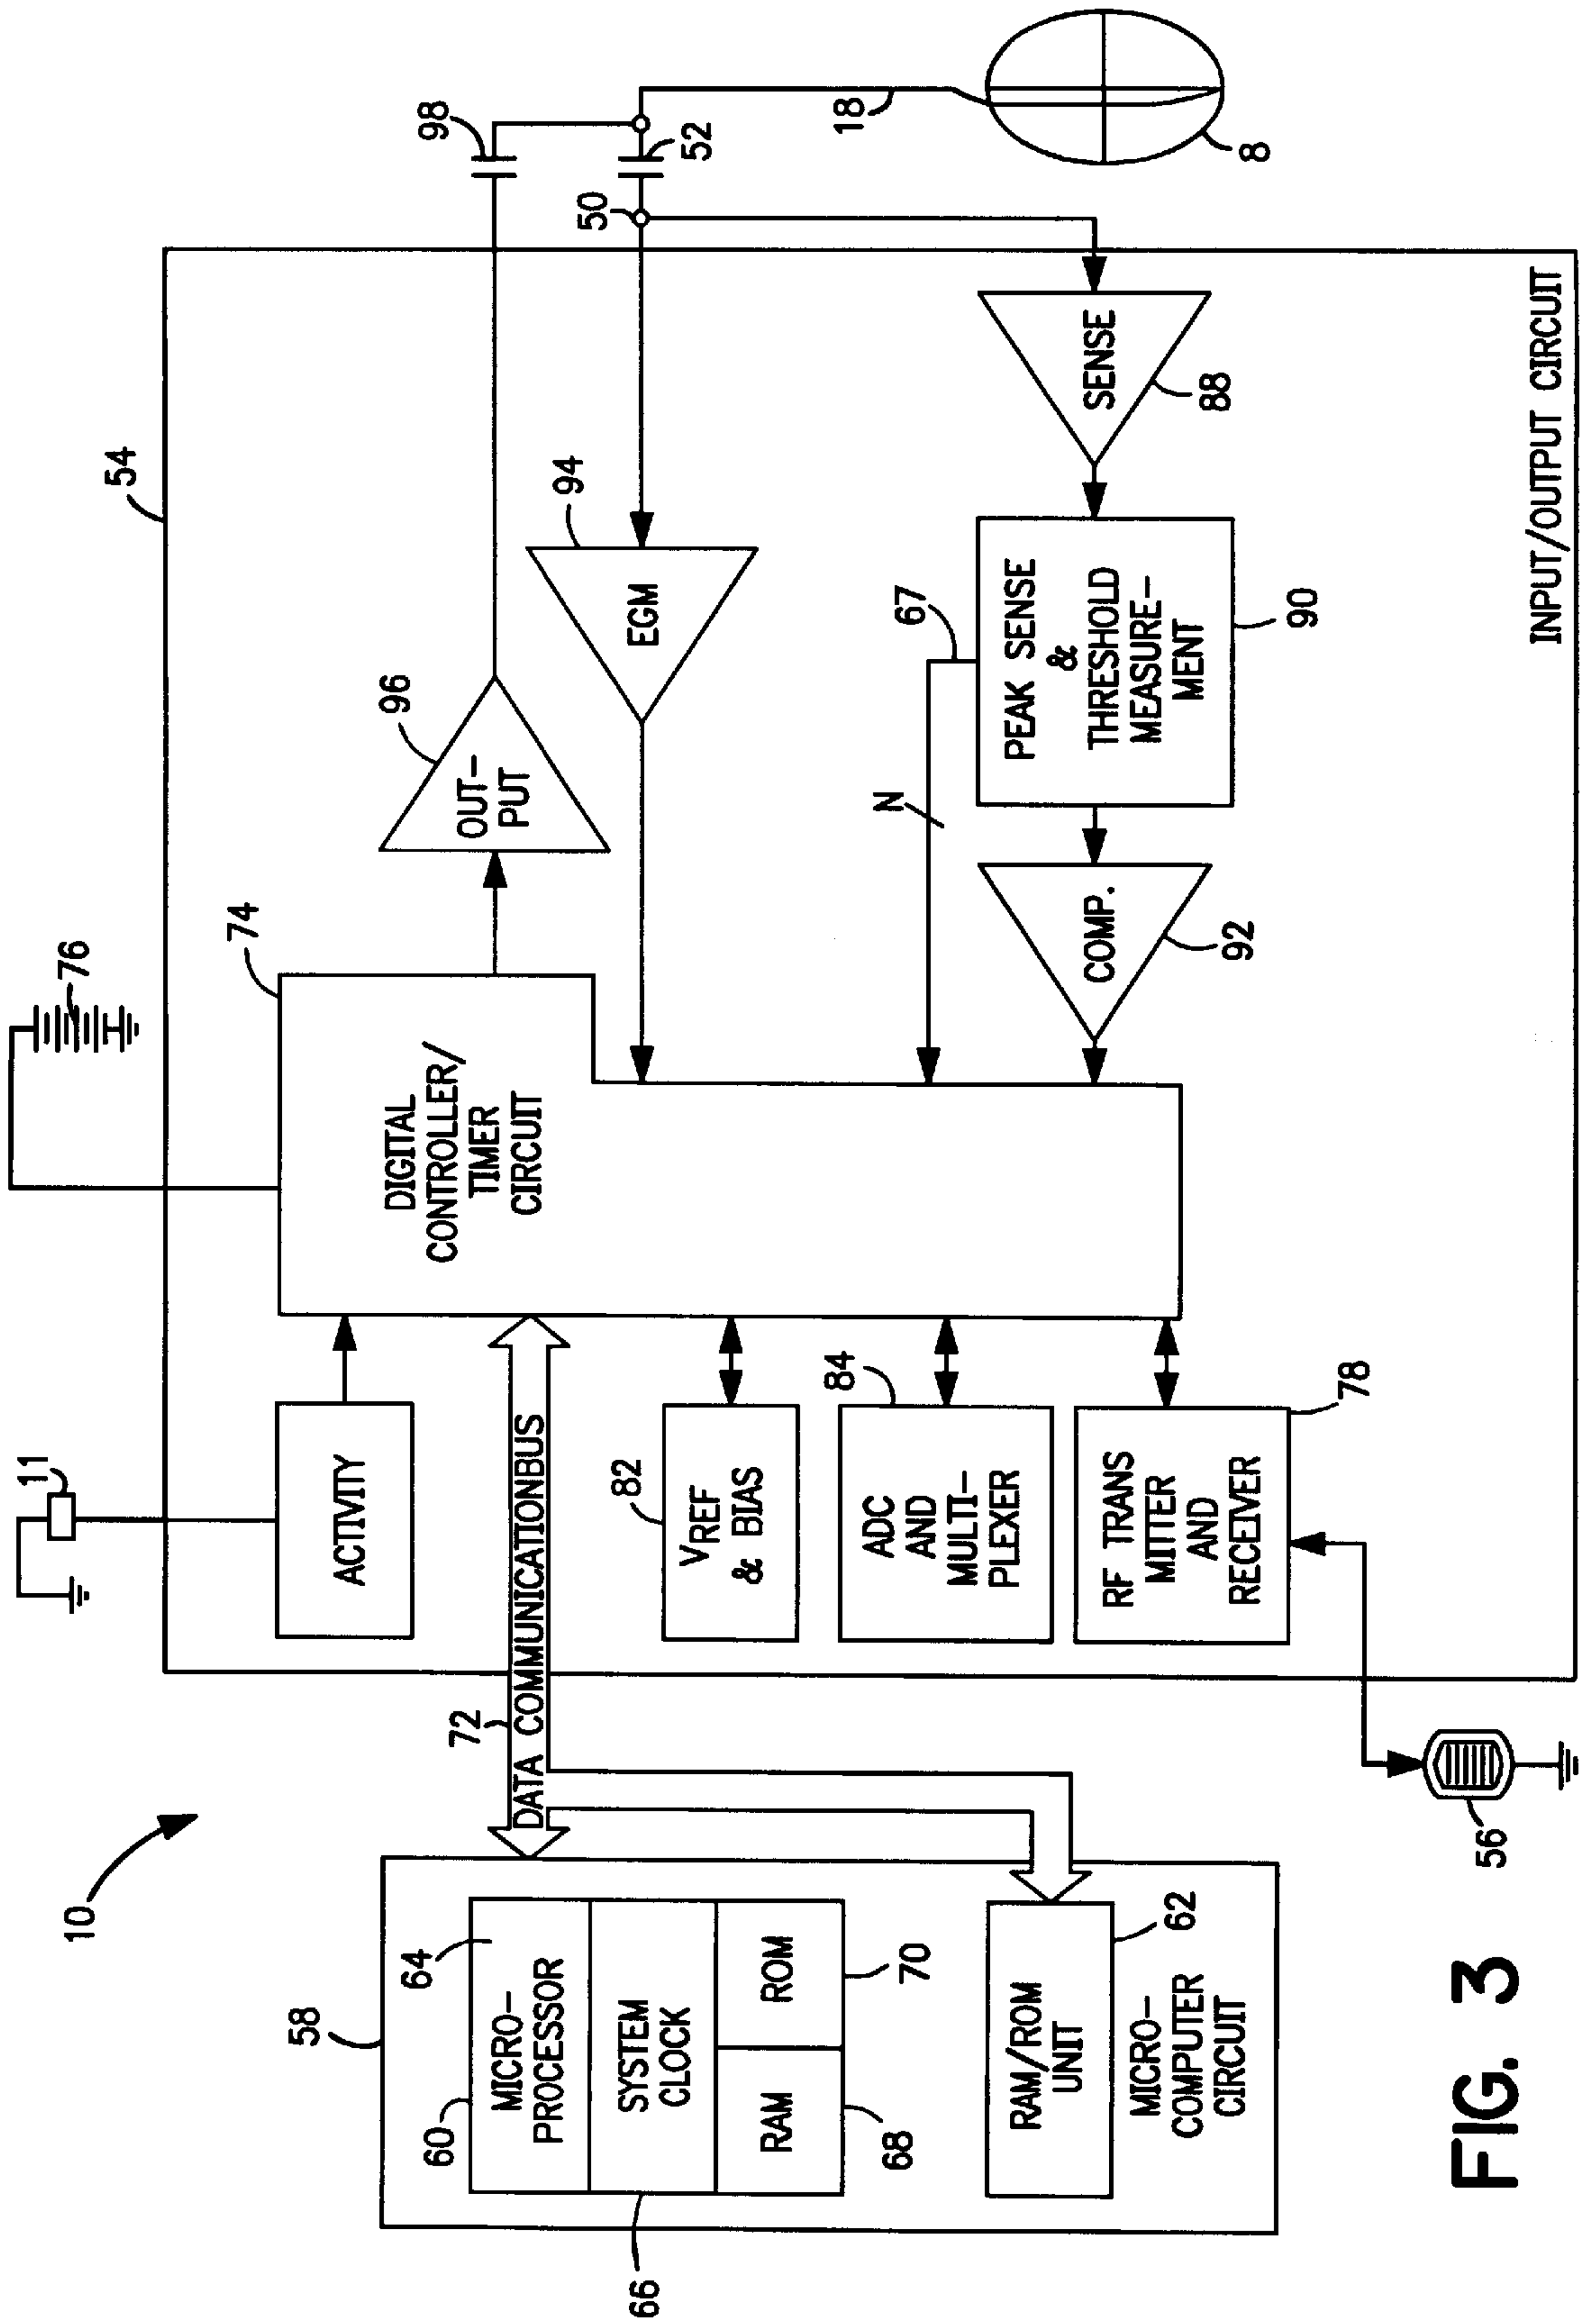 10
58
60
MICRO-
PROCESSOR
64
SYSTEM
CLOCK
66
RAM
68
ROM
70
RAM/ROM
UNIT
62
MICRO-
COMPUTER
CIRCUIT
72
DATA COMMUNICATIONBUS
56
54
11
ACTIVITY
82
VREF
& BIAS
84
ADC
AND
MULTI-
PLEXER
RF TRANS
MITTER
AND
RECEIVER
78
76
74
DIGITAL
CONTROLLER/
TIMER
CIRCUIT
96
OUT-
PUT
94
EGM
67
N
PEAK SENSE
&
THRESHOLD
MEASURE-
MENT
90
COMP.
92
SENSE
88
INPUT/OUTPUT CIRCUIT
98
50
52
18
8
FIG. 3